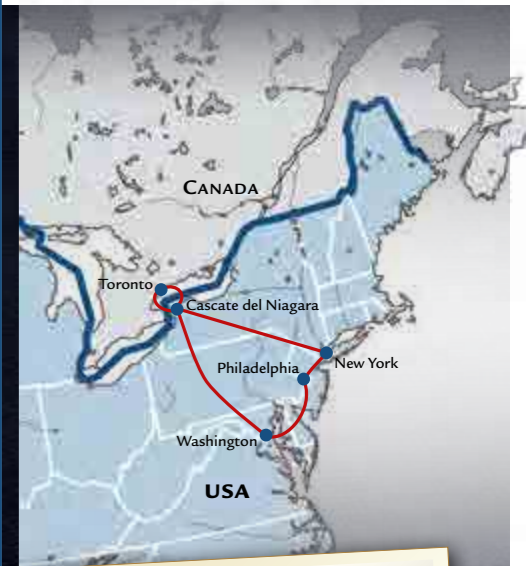 CANADA
Toronto
Cascate del Niagara
New York
Philadelphia
Washington
USA